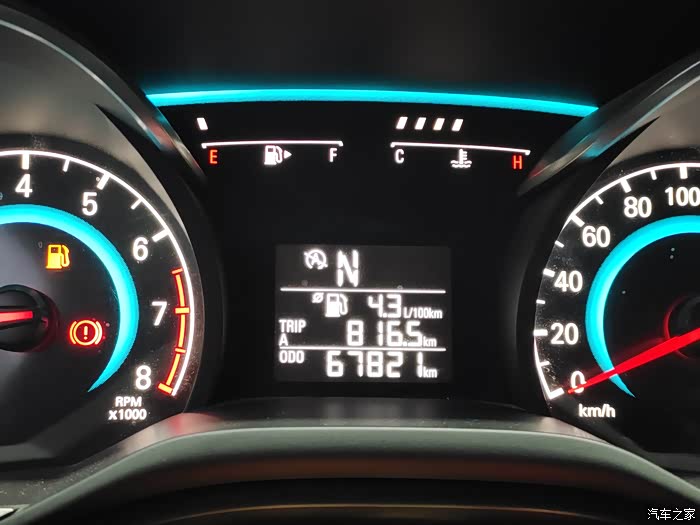 E F C H
4 5 6 7 8
RPM
x1000
N
4.3 L/100km
TRIP A 816.5 km
ODO 67821 km
0 20 40 60 80 100
km/h
汽车之家